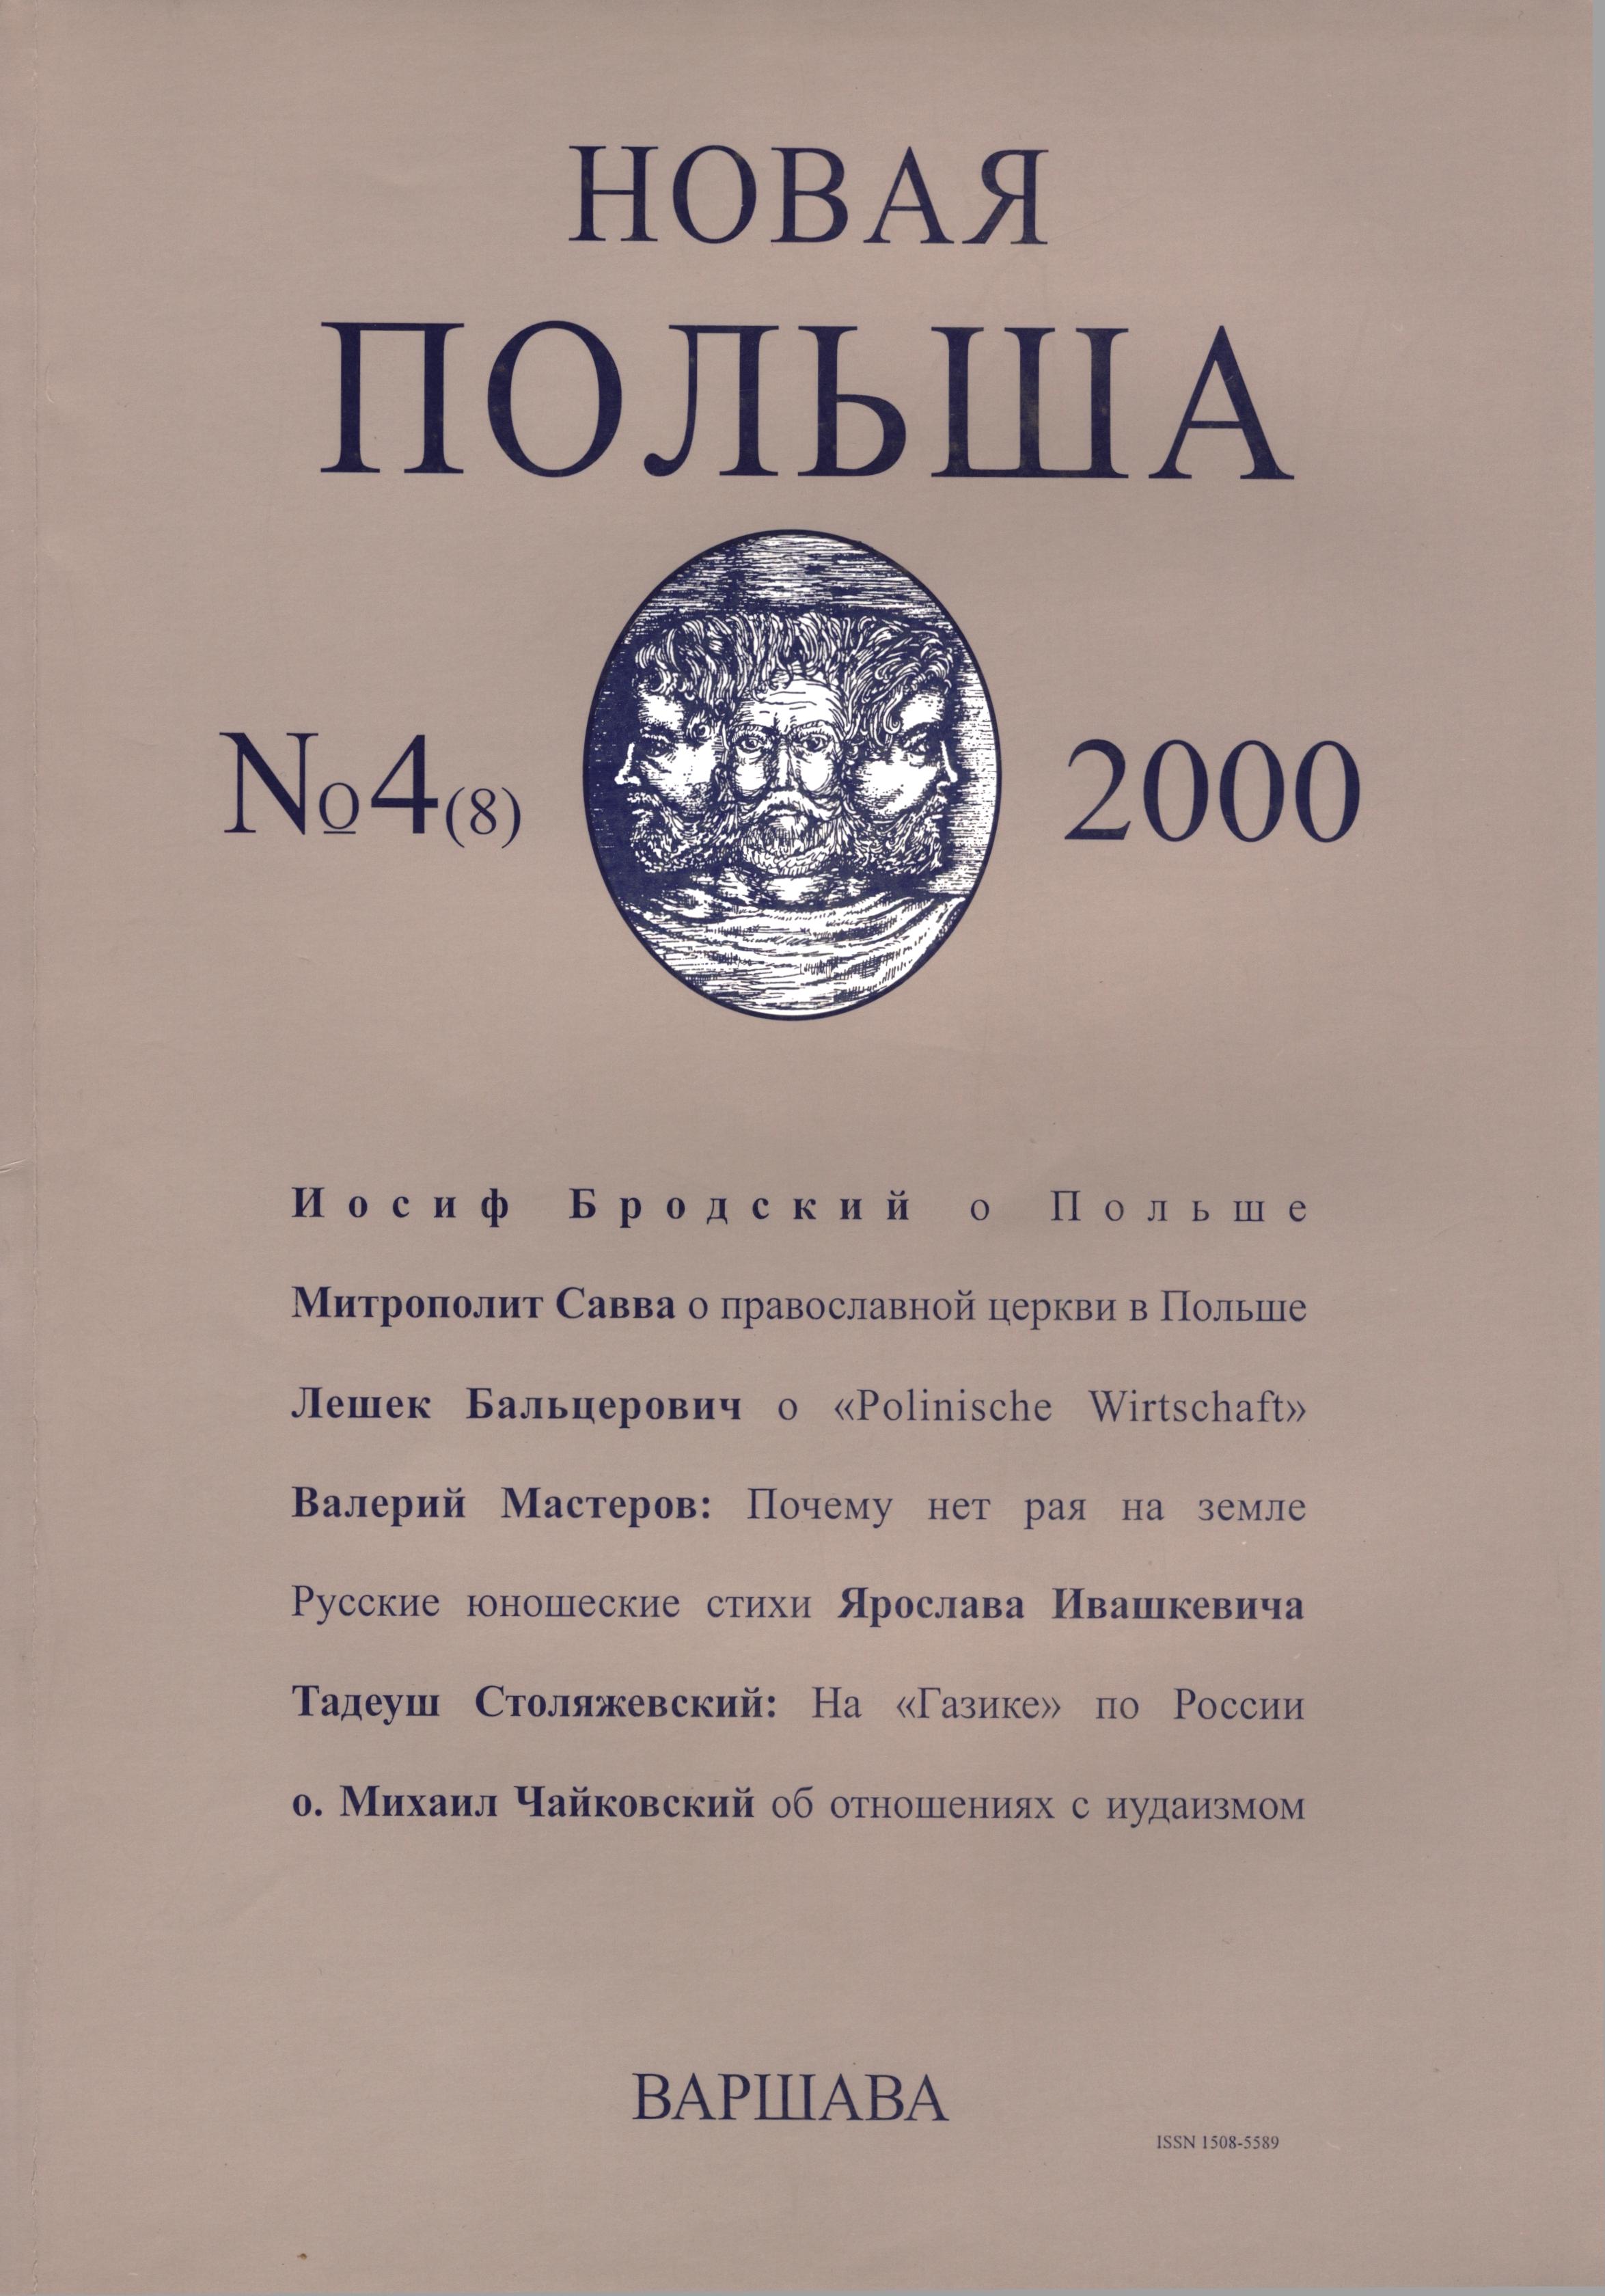 НОВАЯ
ПОЛЬША
№4(8) 2000
Иосиф Бродский о Польше
Митрополит Савва о православной церкви в Польше
Лешек Бальцерович о «Polinische Wirtschaft»
Валерий Мастеров: Почему нет рая на земле
Русские юношеские стихи Ярослава Ивашкевича
Тадеуш Столяжевский: На «Газике» по России
о. Михаил Чайковский об отношениях с иудаизмом
ВАРШАВА
ISSN 1508-5589